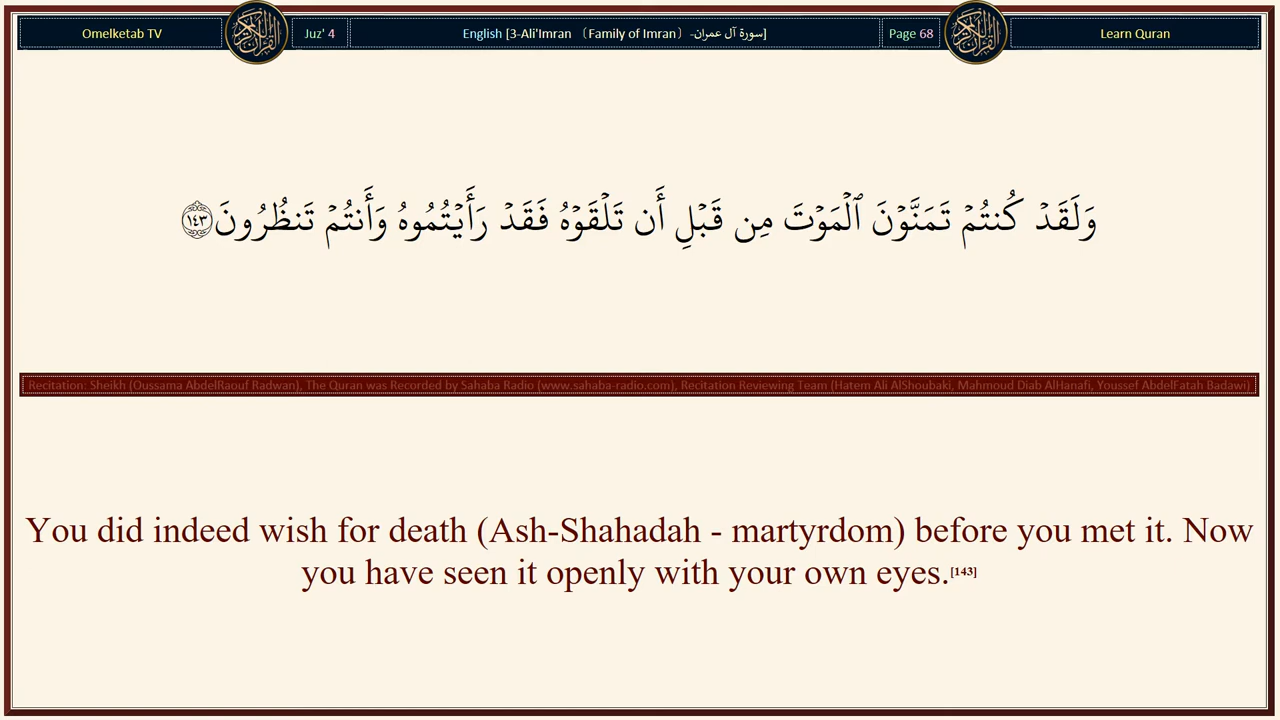 Omelketab TV
Juz' 4
English [3-Ali'Imran （Family of Imran）-سورة آل عمران]
Page 68
Learn Quran
وَلَقَدۡ كُنتُمۡ تَمَنَّوۡنَ ٱلۡمَوۡتَ مِن قَبۡلِ أَن تَلۡقَوۡهُ فَقَدۡ رَأَيۡتُمُوهُ وَأَنتُمۡ تَنظُرُونَ ١٤٣
Recitation: Sheikh (Oussama AbdelRaouf Radwan), The Quran was Recorded by Sahaba Radio (www.sahaba-radio.com), Recitation Reviewing Team (Hatem Ali AlShoubaki, Mahmoud Diab AlHanafi, Youssef AbdelFatah Badawi)
You did indeed wish for death (Ash-Shahadah - martyrdom) before you met it. Now
you have seen it openly with your own eyes.[143]